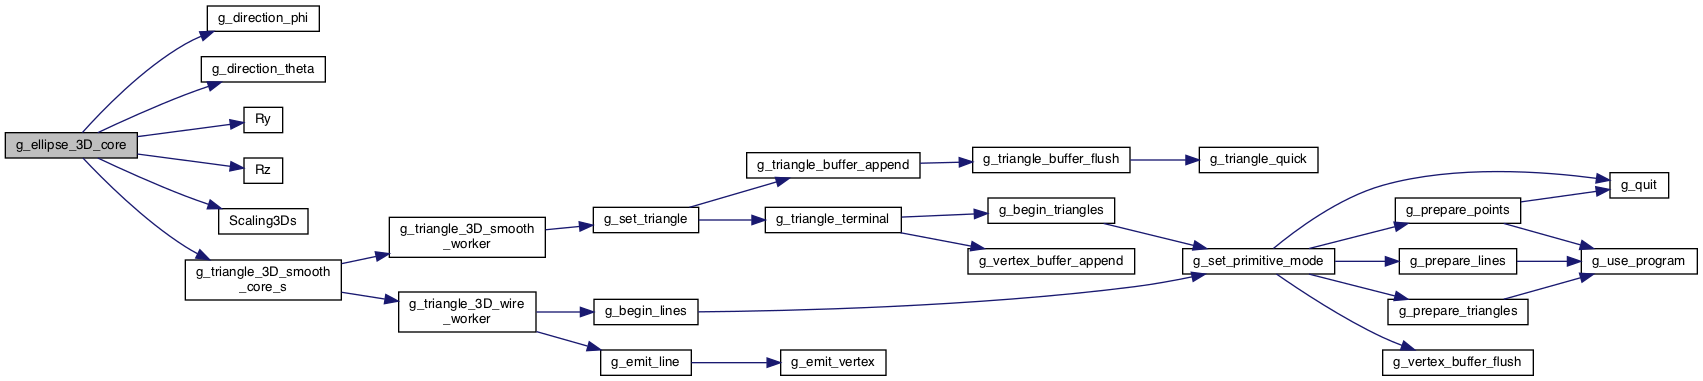 g_ellipse_3D_core
g_direction_phi
g_direction_theta
Ry
Rz
Scaling3Ds
g_triangle_3D_smooth
_core_s
g_triangle_3D_smooth
_worker
g_triangle_3D_wire
_worker
g_set_triangle
g_begin_lines
g_emit_line
g_triangle_buffer_append
g_triangle_terminal
g_emit_vertex
g_triangle_buffer_flush
g_begin_triangles
g_vertex_buffer_append
g_triangle_quick
g_set_primitive_mode
g_prepare_points
g_prepare_lines
g_prepare_triangles
g_vertex_buffer_flush
g_quit
g_use_program